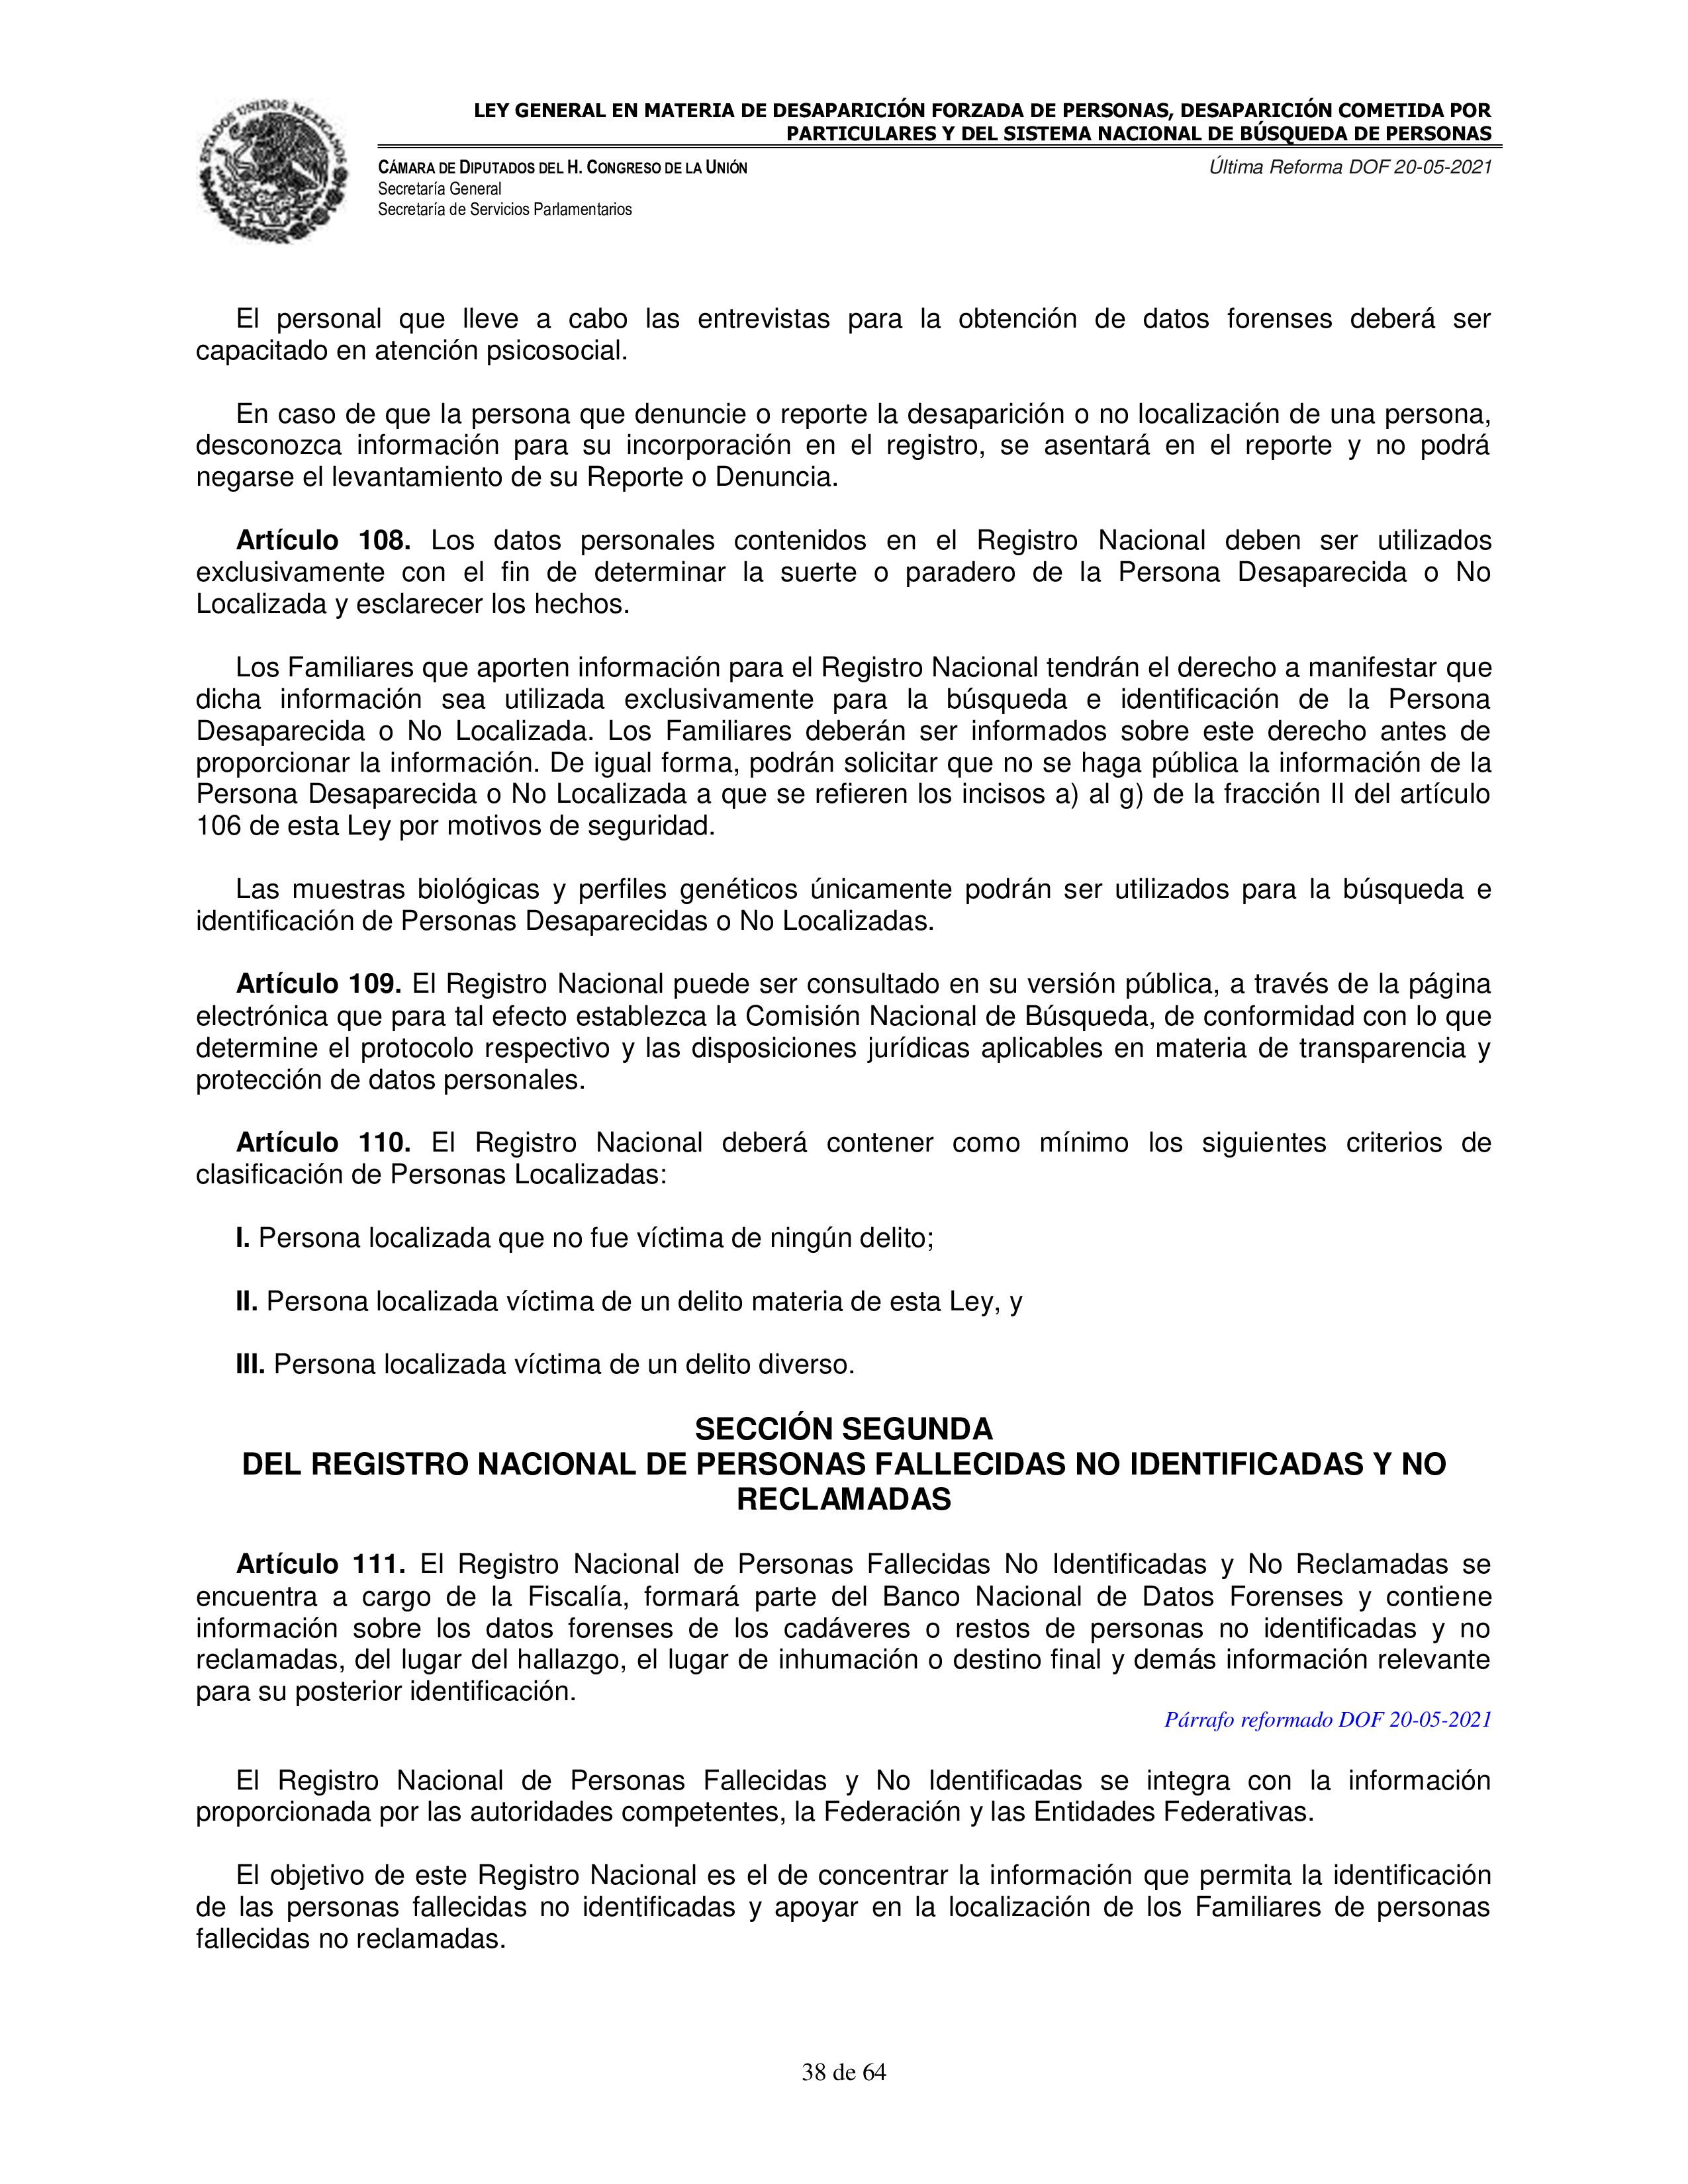 ESTADOS UNIDOS MEXICANOS
LEY GENERAL EN MATERIA DE DESAPARICIÓN FORZADA DE PERSONAS, DESAPARICIÓN COMETIDA POR
PARTICULARES Y DEL SISTEMA NACIONAL DE BÚSQUEDA DE PERSONAS
CÁMARA DE DIPUTADOS DEL H. CONGRESO DE LA UNIÓN
Última Reforma DOF 20-05-2021
Secretaría General
Secretaría de Servicios Parlamentarios
El personal que lleve a cabo las entrevistas para la obtención de datos forenses deberá ser
capacitado en atención psicosocial.
En caso de que la persona que denuncie o reporte la desaparición o no localización de una persona,
desconozca información para su incorporación en el registro, se asentará en el reporte y no podrá
negarse el levantamiento de su Reporte o Denuncia.
Artículo 108. Los datos personales contenidos en el Registro Nacional deben ser utilizados
exclusivamente con el fin de determinar la suerte o paradero de la Persona Desaparecida o No
Localizada y esclarecer los hechos.
Los Familiares que aporten información para el Registro Nacional tendrán el derecho a manifestar que
dicha información sea utilizada exclusivamente para la búsqueda e identificación de la Persona
Desaparecida o No Localizada. Los Familiares deberán ser informados sobre este derecho antes de
proporcionar la información. De igual forma, podrán solicitar que no se haga pública la información de la
Persona Desaparecida o No Localizada a que se refieren los incisos a) al g) de la fracción II del artículo
106 de esta Ley por motivos de seguridad.
Las muestras biológicas y perfiles genéticos únicamente podrán ser utilizados para la búsqueda e
identificación de Personas Desaparecidas o No Localizadas.
Artículo 109. El Registro Nacional puede ser consultado en su versión pública, a través de la página
electrónica que para tal efecto establezca la Comisión Nacional de Búsqueda, de conformidad con lo que
determine el protocolo respectivo y las disposiciones jurídicas aplicables en materia de transparencia y
protección de datos personales.
Artículo 110. El Registro Nacional deberá contener como mínimo los siguientes criterios de
clasificación de Personas Localizadas:
I. Persona localizada que no fue víctima de ningún delito;
II. Persona localizada víctima de un delito materia de esta Ley, y
III. Persona localizada víctima de un delito diverso.
SECCIÓN SEGUNDA
DEL REGISTRO NACIONAL DE PERSONAS FALLECIDAS NO IDENTIFICADAS Y NO
RECLAMADAS
Artículo 111. El Registro Nacional de Personas Fallecidas No Identificadas y No Reclamadas se
encuentra a cargo de la Fiscalía, formará parte del Banco Nacional de Datos Forenses y contiene
información sobre los datos forenses de los cadáveres o restos de personas no identificadas y no
reclamadas, del lugar del hallazgo, el lugar de inhumación o destino final y demás información relevante
para su posterior identificación.
Párrafo reformado DOF 20-05-2021
El Registro Nacional de Personas Fallecidas y No Identificadas se integra con la información
proporcionada por las autoridades competentes, la Federación y las Entidades Federativas.
El objetivo de este Registro Nacional es el de concentrar la información que permita la identificación
de las personas fallecidas no identificadas y apoyar en la localización de los Familiares de personas
fallecidas no reclamadas.
38 de 64